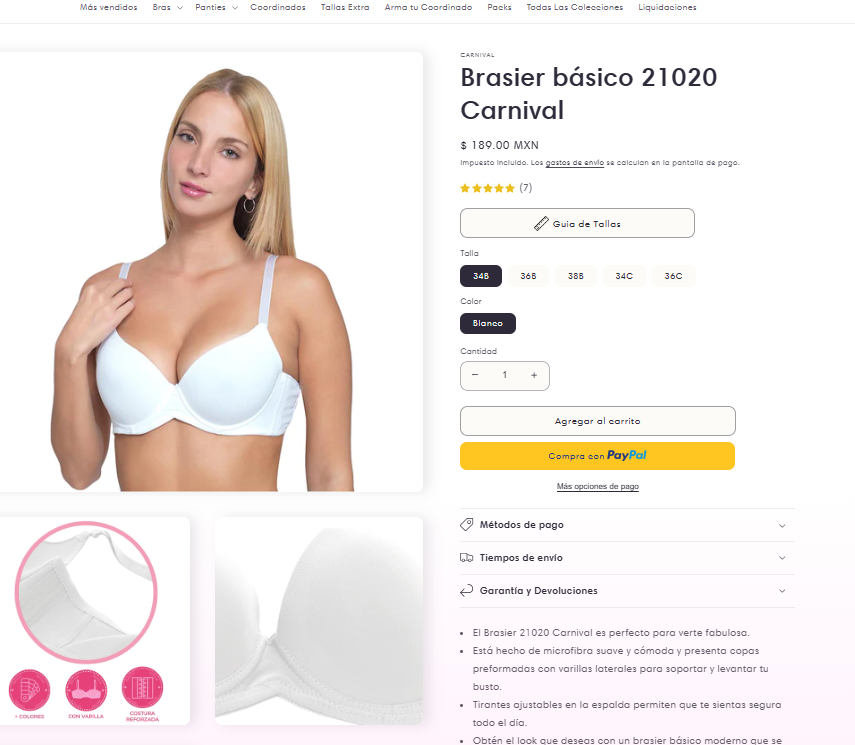 Más vendidos Bras Panties Coordinados Tallas Extra Arma tu Coordinado Packs Todas Las Colecciones Liquidaciones
CARNIVAL
Brasier básico 21020
Carnival
$ 189.00 MXN
Impuesto incluido. Los gastos de envío se calculan en la pantalla de pago.
(7)
Guia de Tallas
Talla
34B 36B 38B 34C 36C
Color
Blanco
Cantidad
− 1 +
Agregar al carrito
Compra con PayPal
Más opciones de pago
Métodos de pago
Tiempos de envío
Garantía y Devoluciones
• El Brasier 21020 Carnival es perfecto para verte fabulosa.
• Está hecho de microfibra suave y cómoda y presenta copas
preformadas con varillas laterales para soportar y levantar tu
busto.
• Tirantes ajustables en la espalda permiten que te sientas segura
todo el día.
• Obtén el look que deseas con un brasier básico moderno que se
+ COLORES
CON VARILLA
COSTURA
REFORZADA